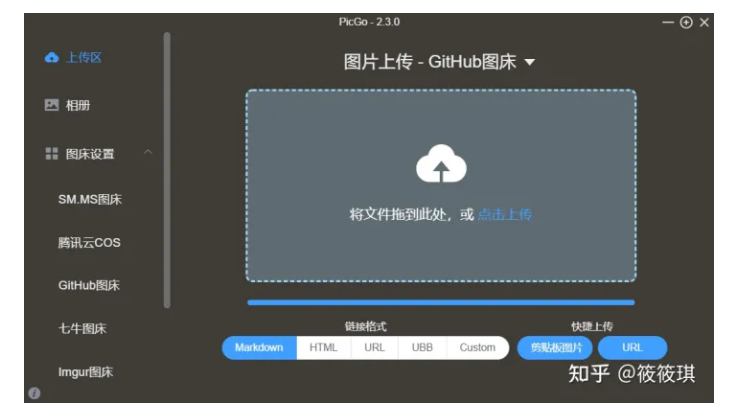 PicGo - 2.3.0
上传区
相册
图床设置
SM.MS图床
腾讯云COS
GitHub图床
七牛图床
Imgur图床
图片上传 - GitHub图床
将文件拖到此处，或 点击上传
链接格式
Markdown HTML URL UBB Custom
快捷上传
剪贴板图片 URL
知乎 @筱筱琪